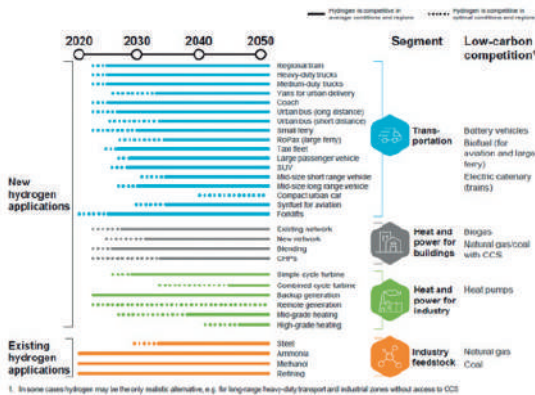 Hydrogen is competitive in
average conditions and regions
Hydrogen is competitive in
optimal conditions and regions
2020 2030 2040 2050
Segment
Low-carbon
competition¹
New
hydrogen
applications
Regional train
Heavy-duty trucks
Medium-duty trucks
Vans for urban delivery
Coach
Urban bus (long distance)
Urban bus (short distance)
Small ferry
RoPax (large ferry)
Taxi fleet
Large passenger vehicle
SUV
Mid-size short range vehicle
Mid-size long range vehicle
Compact urban car
Synfuel for aviation
Forklifts
Trans-
portation
Battery vehicles
Biofuel (for
aviation and large
ferry)
Electric catenary
(trains)
Existing network
New network
Blending
CHPS
Heat and
power for
buildings
Biogas
Natural gas/coal
with CCS
Simple cycle turbine
Combined cycle turbine
Backup generation
Remote generation
Mid-grade heating
High-grade heating
Heat and
power for
industry
Heat pumps
Existing
hydrogen
applications
Steel
Ammonia
Methanol
Refining
Industry
feedstock
Natural gas
Coal
1. In some cases hydrogen may be the only realistic alternative, e.g. for long-range heavy-duty transport and industrial zones without access to CCS